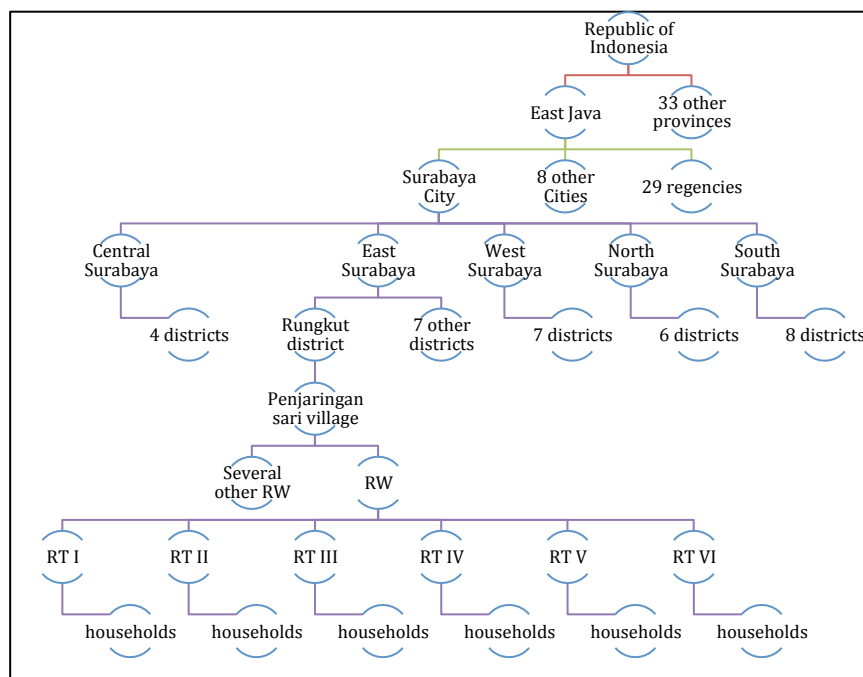 Republic of
Indonesia
East Java
33 other
provinces
Surabaya
City
8 other
Cities
29 regencies
Central
Surabaya
East
Surabaya
West
Surabaya
North
Surabaya
South
Surabaya
4 districts
Rungkut
district
7 other
districts
7 districts
6 districts
8 districts
Penjaringan
sari village
Several
other RW
RW
RT I
RT II
RT III
RT IV
RT V
RT VI
households
households
households
households
households
households